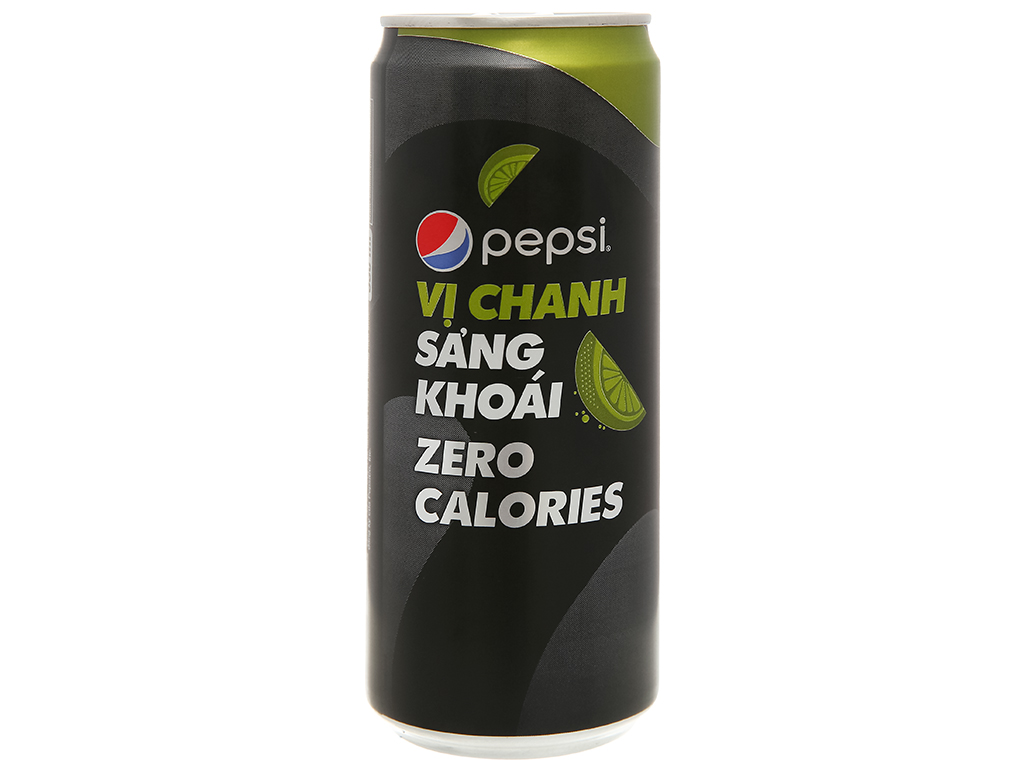 pepsi
VỊ CHANH
SẢNG
KHOÁI
ZERO
CALORIES